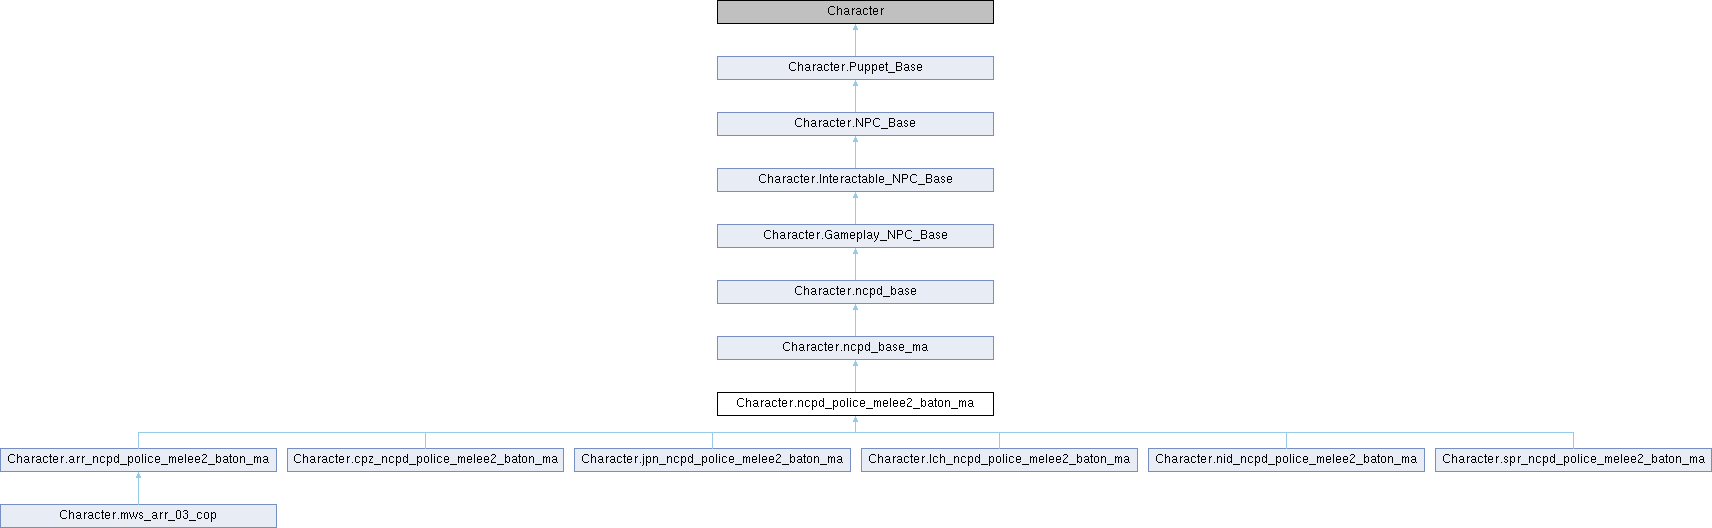 Character
Character.Puppet_Base
Character.NPC_Base
Character.Interactable_NPC_Base
Character.Gameplay_NPC_Base
Character.ncpd_base
Character.ncpd_base_ma
Character.ncpd_police_melee2_baton_ma
Character.arr_ncpd_police_melee2_baton_ma
Character.cpz_ncpd_police_melee2_baton_ma
Character.jpn_ncpd_police_melee2_baton_ma
Character.lch_ncpd_police_melee2_baton_ma
Character.nid_ncpd_police_melee2_baton_ma
Character.spr_ncpd_police_melee2_baton_ma
Character.mws_arr_03_cop